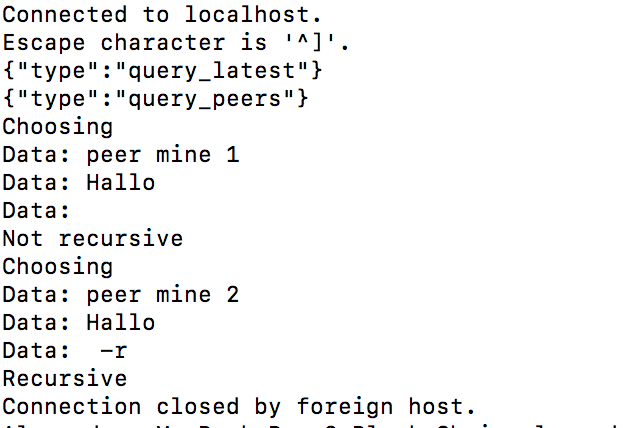 Connected to localhost.
Escape character is '^]'.
{"type":"query_latest"}
{"type":"query_peers"}
Choosing
Data: peer mine 1
Data: Hallo
Data:
Not recursive
Choosing
Data: peer mine 2
Data: Hallo
Data:  -r
Recursive
Connection closed by foreign host.